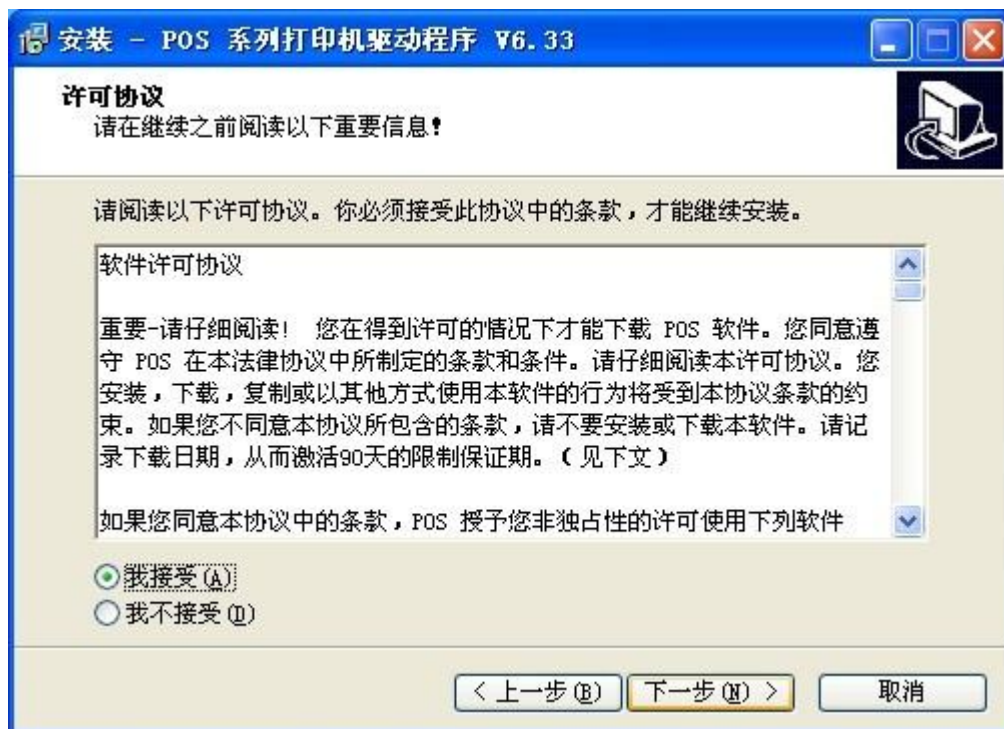 安装 - POS 系列打印机驱动程序 V6.33
许可协议
请在继续之前阅读以下重要信息!
请阅读以下许可协议。你必须接受此协议中的条款，才能继续安装。
软件许可协议
重要-请仔细阅读! 您在得到许可的情况下才能下载 POS 软件。您同意遵
守 POS 在本法律协议中所制定的条款和条件。请仔细阅读本许可协议。您
安装，下载，复制或以其他方式使用本软件的行为将受到本协议条款的约
束。如果您不同意本协议所包含的条款，请不要安装或下载本软件。请记
录下载日期，从而激活90天的限制保证期。(见下文)
如果您同意本协议中的条款，POS 授予您非独占性的许可使用下列软件
我接受(A)
我不接受(D)
< 上一步(B) 下一步(N) > 取消